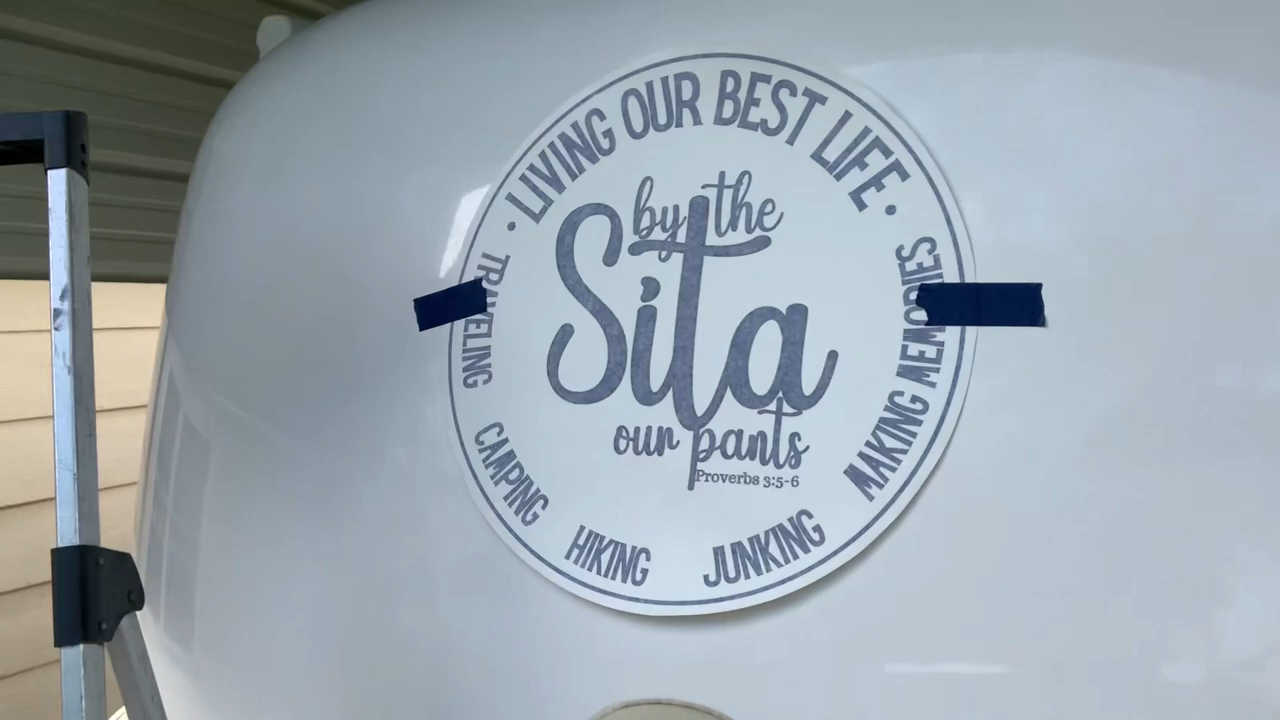 • LIVING OUR BEST LIFE •
by the
Sita
our pants
Proverbs 3:5-6
TRAVELING
CAMPING
HIKING
JUNKING
MAKING MEMORIES